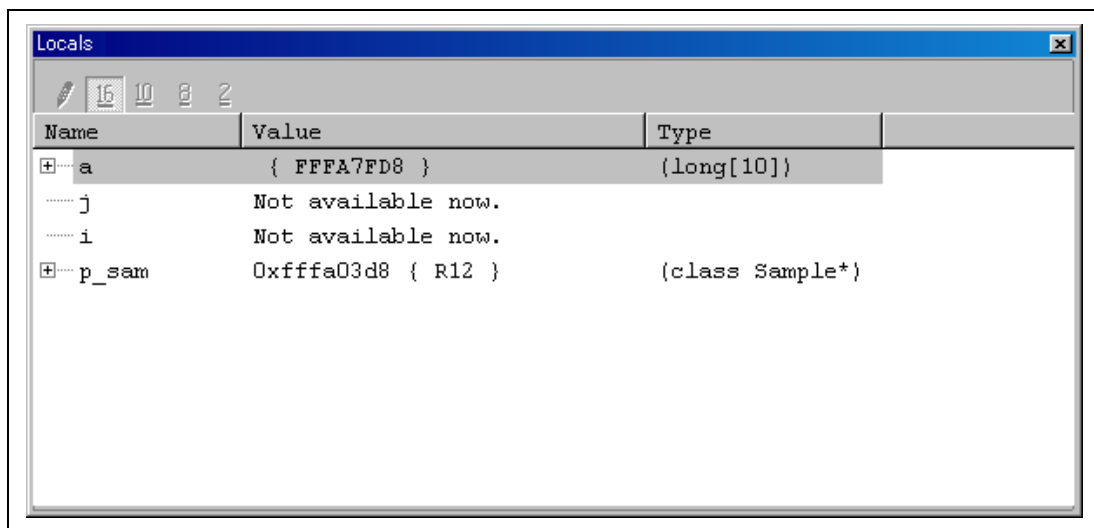 Locals
16 10 8 2
Name Value Type
a { FFFA7FD8 } (long[10])
j Not available now.
i Not available now.
p_sam 0xfffa03d8 { R12 } (class Sample*)